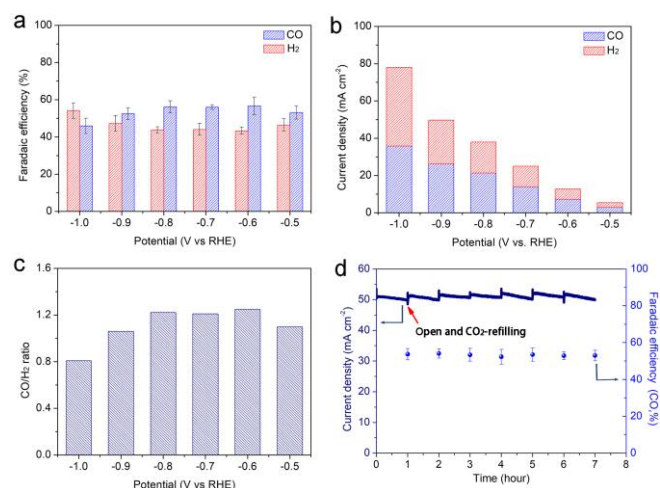 a
CO
H2
Faradaic efficiency (%)
100
80
60
40
20
0
-1.0 -0.9 -0.8 -0.7 -0.6 -0.5
Potential (V vs RHE)
b
CO
H2
Current density (mA cm-2)
100
80
60
40
20
0
-1.0 -0.9 -0.8 -0.7 -0.6 -0.5
Potential (V vs. RHE)
c
CO/H2 ratio
1.6
1.2
0.8
0.4
0.0
-1.0 -0.9 -0.8 -0.7 -0.6 -0.5
Potential (V vs RHE)
d
Current density (mA cm-2)
60
50
40
30
20
10
0
Open and CO2-refilling
100
80
60
40
20
0
Faradaic efficiency (CO,%)
0 1 2 3 4 5 6 7 8
Time (hour)